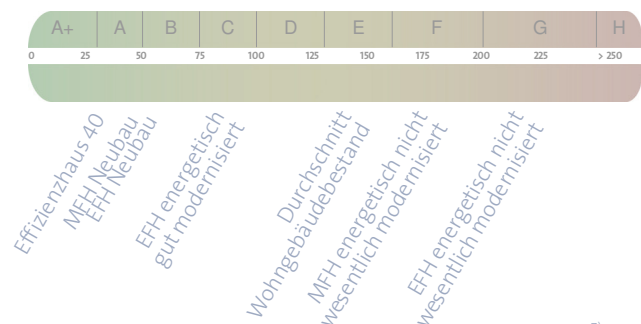 A+ A B C D E F G H
0 25 50 75 100 125 150 175 200 225 > 250
Effizienzhaus 40
MFH Neubau
EFH Neubau
EFH energetisch
gut modernisiert
Durchschnitt
Wohngebäudebestand
MFH energetisch nicht
wesentlich modernisiert
EFH energetisch nicht
wesentlich modernisiert